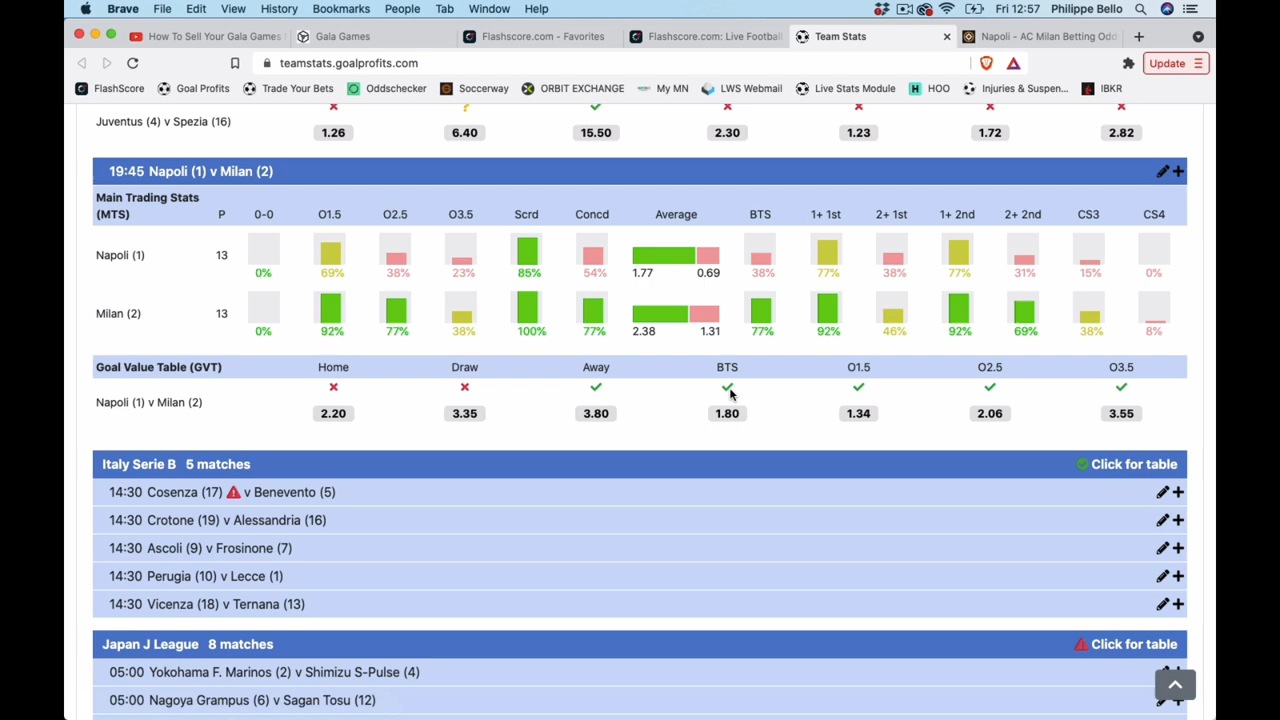 Brave File Edit View History Bookmarks People Tab Window Help Fri 12:57 Philippe Bello
How To Sell Your Gala Games Gala Games Flashscore.com - Favorites Flashscore.com: Live Football Team Stats Napoli - AC Milan Betting Odd
teamstats.goalprofits.com Update
FlashScore Goal Profits Trade Your Bets Oddschecker Soccerway ORBIT EXCHANGE My MN LWS Webmail Live Stats Module HOO Injuries & Suspen... IBKR
Juventus (4) v Spezia (16)
1.26 6.40 15.50 2.30 1.23 1.72 2.82
19:45 Napoli (1) v Milan (2)
Main Trading Stats
(MTS) P 0-0 O1.5 O2.5 O3.5 Scrd Concd Average BTS 1+ 1st 2+ 1st 1+ 2nd 2+ 2nd CS3 CS4
Napoli (1) 13
0% 69% 38% 23% 85% 54% 1.77 0.69 38% 77% 38% 77% 31% 15% 0%
Milan (2) 13
0% 92% 77% 38% 100% 77% 2.38 1.31 77% 92% 46% 92% 69% 38% 8%
Goal Value Table (GVT) Home Draw Away BTS O1.5 O2.5 O3.5
Napoli (1) v Milan (2)
2.20 3.35 3.80 1.80 1.34 2.06 3.55
Italy Serie B 5 matches Click for table
14:30 Cosenza (17) v Benevento (5)
14:30 Crotone (19) v Alessandria (16)
14:30 Ascoli (9) v Frosinone (7)
14:30 Perugia (10) v Lecce (1)
14:30 Vicenza (18) v Ternana (13)
Japan J League 8 matches Click for table
05:00 Yokohama F. Marinos (2) v Shimizu S-Pulse (4)
05:00 Nagoya Grampus (6) v Sagan Tosu (12)